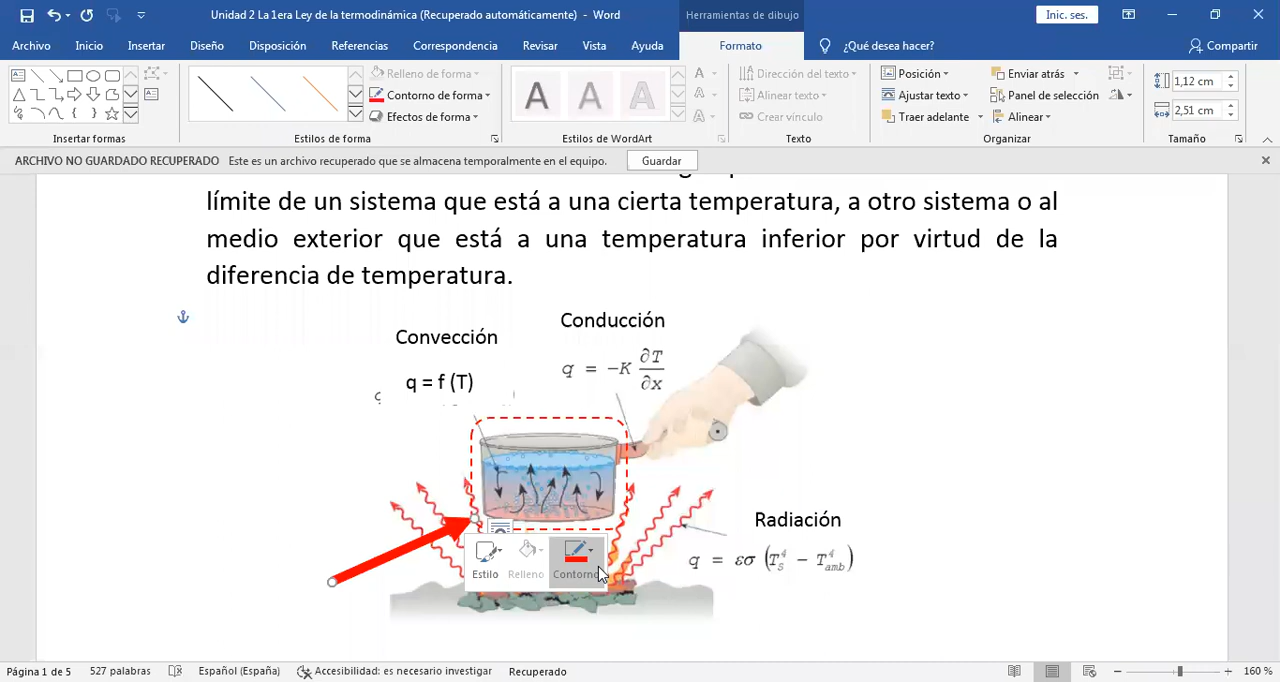 Unidad 2 La 1era Ley de la termodinámica (Recuperado automáticamente) - Word
Herramientas de dibujo
Inic. ses.
Archivo Inicio Insertar Diseño Disposición Referencias Correspondencia Revisar Vista Ayuda Formato ¿Qué desea hacer? Compartir
Relleno de forma
Contorno de forma
Efectos de forma
A A A
Dirección del texto
Alinear texto
Crear vínculo
Posición
Ajustar texto
Traer adelante
Enviar atrás
Panel de selección
Alinear
1,12 cm
2,51 cm
Insertar formas Estilos de forma Estilos de WordArt Texto Organizar Tamaño
ARCHIVO NO GUARDADO RECUPERADO Este es un archivo recuperado que se almacena temporalmente en el equipo. Guardar
límite de un sistema que está a una cierta temperatura, a otro sistema o al
medio exterior que está a una temperatura inferior por virtud de la
diferencia de temperatura.
Convección
q = f (T)
Conducción
q = -K ∂T/∂x
Radiación
q = εσ (T_S^4 − T_amb^4)
Estilo Relleno Contorno
Página 1 de 5 527 palabras Español (España) Accesibilidad: es necesario investigar Recuperado 160 %